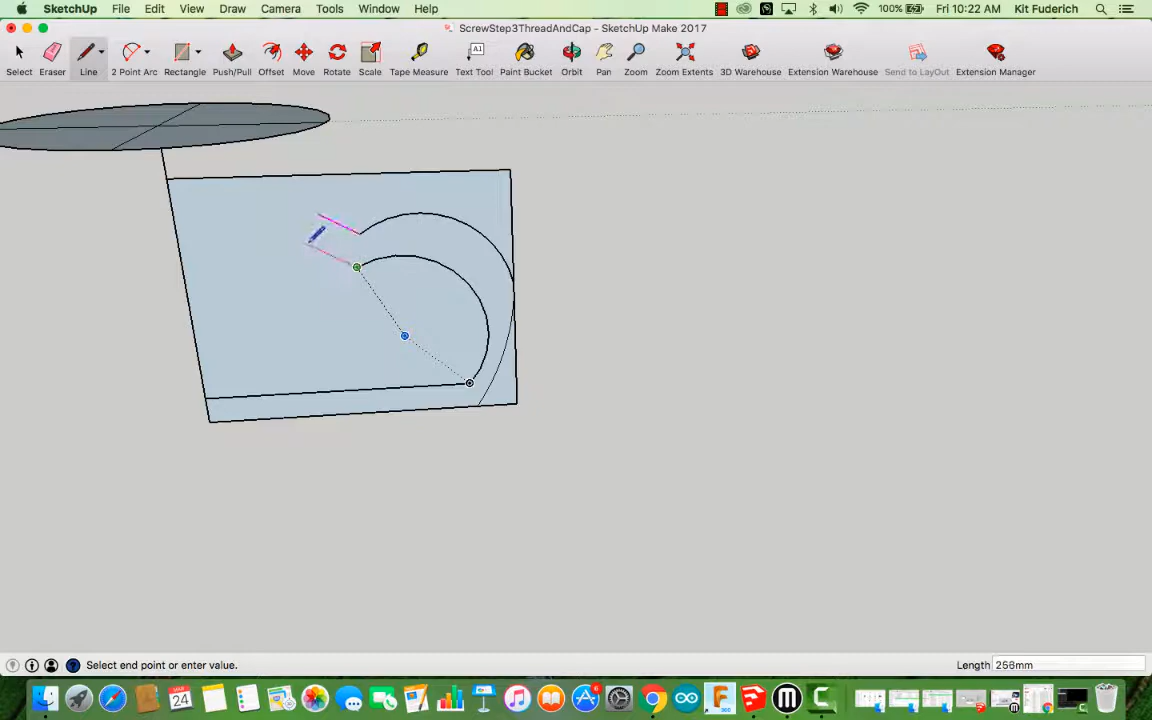 SketchUp File Edit View Draw Camera Tools Window Help 100% Fri 10:22 AM Kit Fuderich
ScrewStep3ThreadAndCap - SketchUp Make 2017
Select Eraser Line 2 Point Arc Rectangle Push/Pull Offset Move Rotate Scale Tape Measure Text Tool Paint Bucket Orbit Pan Zoom Zoom Extents 3D Warehouse Extension Warehouse Send to LayOut Extension Manager
Select end point or enter value. Length 256mm